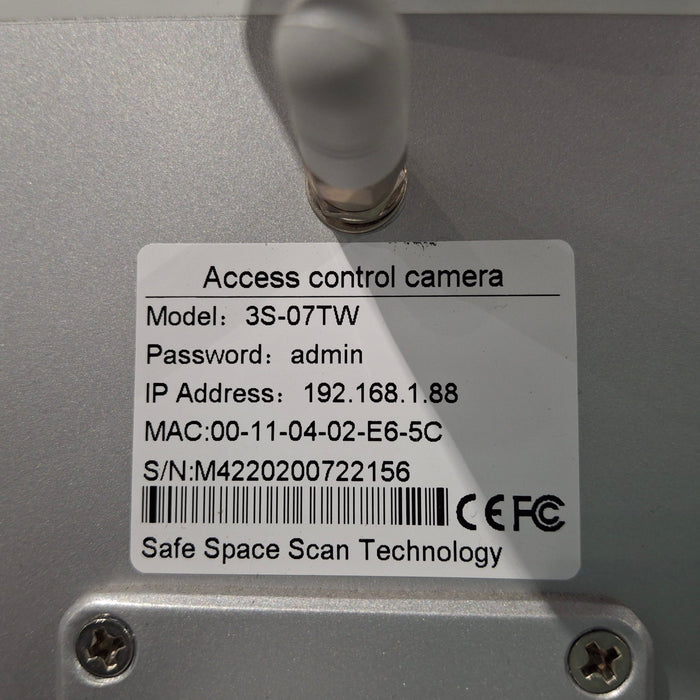 Access control camera
Model：3S-07TW
Password：admin
IP Address：192.168.1.88
MAC:00-11-04-02-E6-5C
S/N:M4220200722156
CE FC
Safe Space Scan Technology